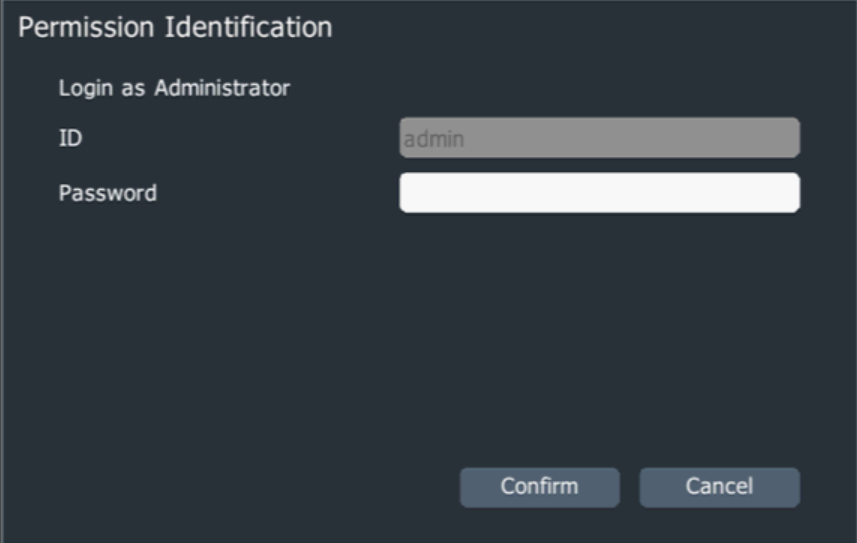 Permission Identification
Login as Administrator
ID admin
Password
Confirm Cancel